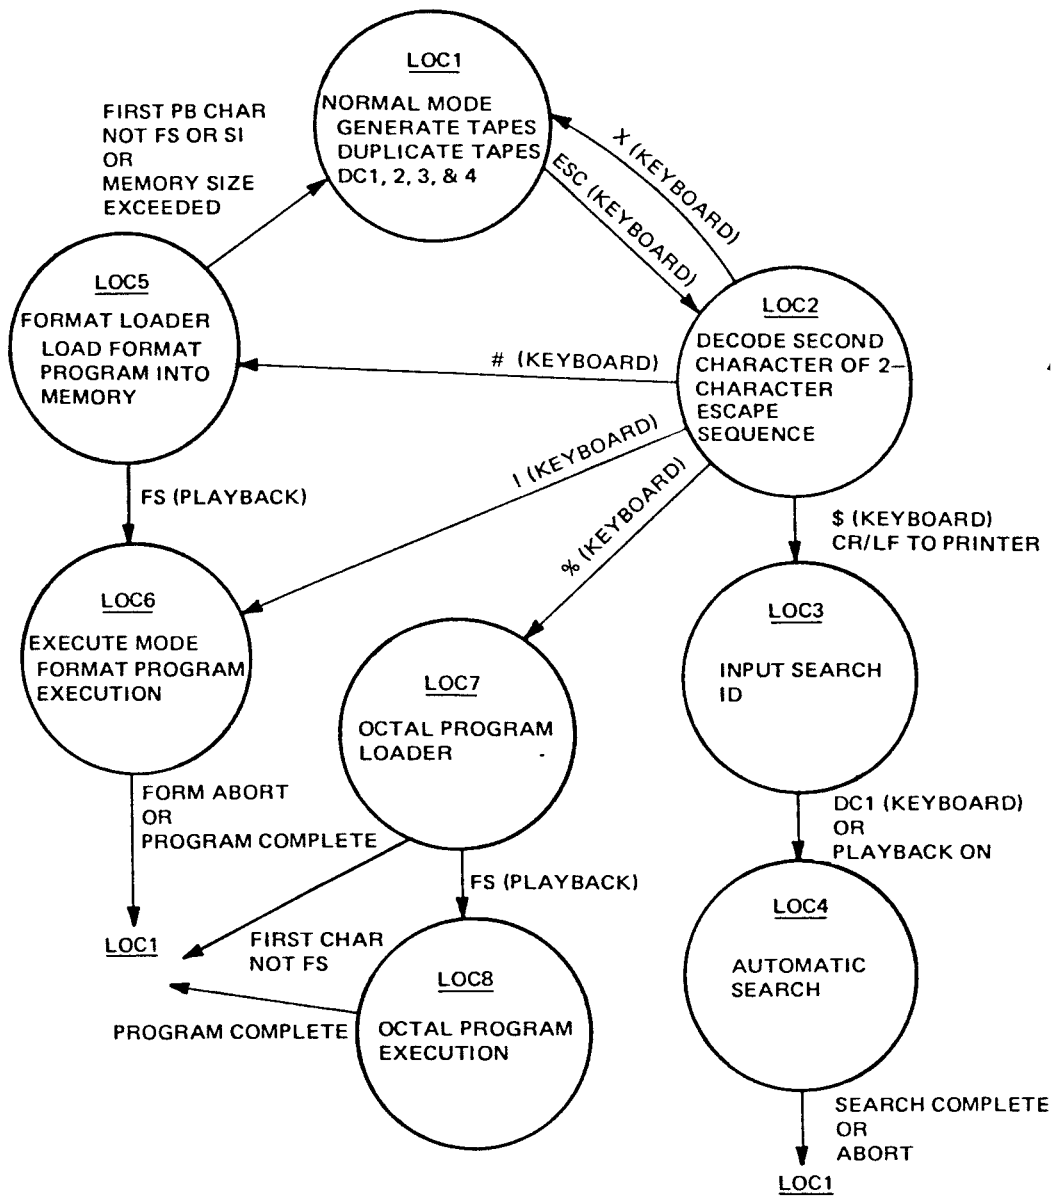 LOC1
NORMAL MODE
GENERATE TAPES
DUPLICATE TAPES
DC1, 2, 3, & 4
FIRST PB CHAR
NOT FS OR SI
OR
MEMORY SIZE
EXCEEDED
X (KEYBOARD)
ESC (KEYBOARD)
LOC5
FORMAT LOADER
LOAD FORMAT
PROGRAM INTO
MEMORY
LOC2
DECODE SECOND
CHARACTER OF 2–
CHARACTER
ESCAPE
SEQUENCE
# (KEYBOARD)
! (KEYBOARD)
% (KEYBOARD)
FS (PLAYBACK)
$ (KEYBOARD)
CR/LF TO PRINTER
LOC6
EXECUTE MODE
FORMAT PROGRAM
EXECUTION
LOC3
INPUT SEARCH
ID
LOC7
OCTAL PROGRAM
LOADER
FORM ABORT
OR
PROGRAM COMPLETE
DC1 (KEYBOARD)
OR
PLAYBACK ON
FS (PLAYBACK)
LOC1
FIRST CHAR
NOT FS
LOC4
AUTOMATIC
SEARCH
LOC8
OCTAL PROGRAM
EXECUTION
PROGRAM COMPLETE
SEARCH COMPLETE
OR
ABORT
LOC1